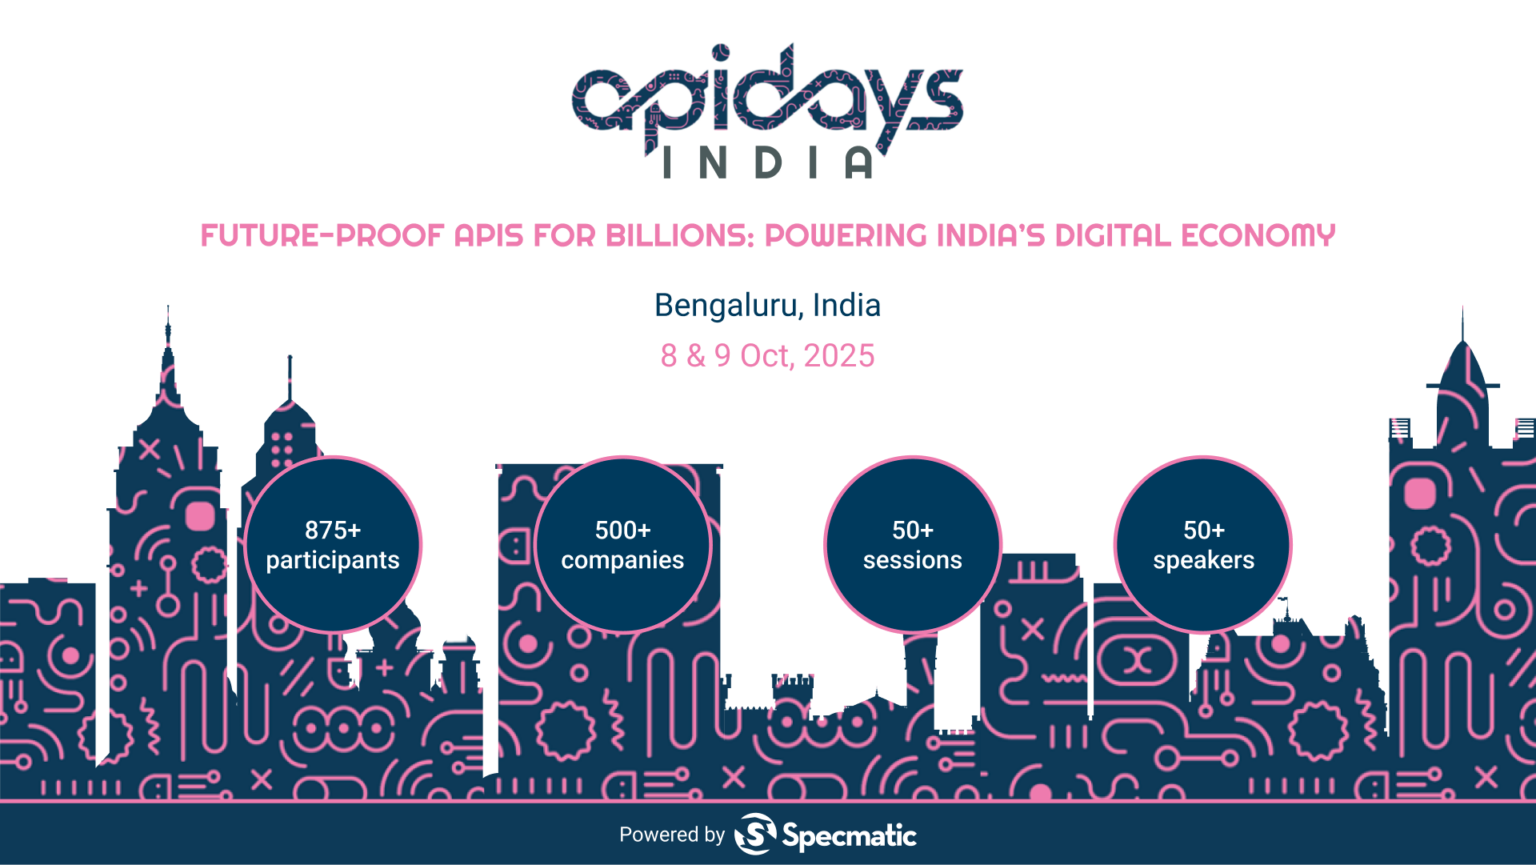 apidays
INDIA
FUTURE-PROOF APIS FOR BILLIONS: POWERING INDIA'S DIGITAL ECONOMY
Bengaluru, India
8 & 9 Oct, 2025
875+
participants
500+
companies
50+
sessions
50+
speakers
Powered by Specmatic